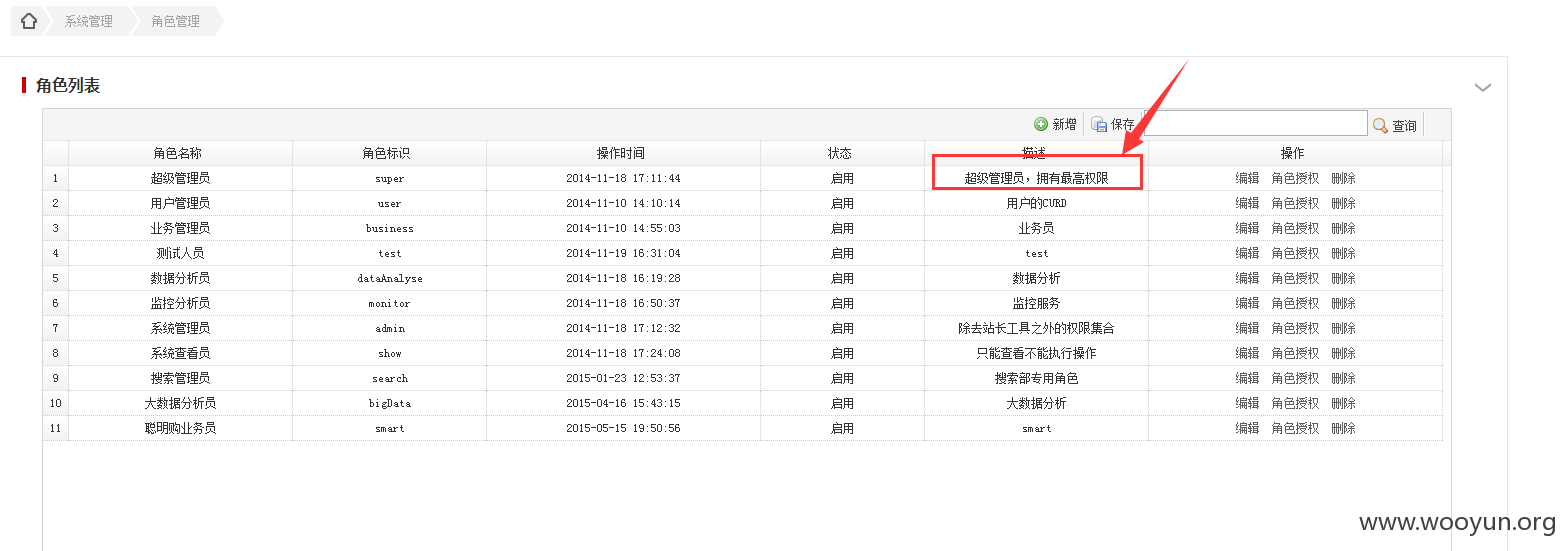 系统管理 角色管理
角色列表
新增 保存 查询
角色名称 角色标识 操作时间 状态 描述 操作
1 超级管理员 super 2014-11-18 17:11:44 启用 超级管理员，拥有最高权限 编辑 角色授权 删除
2 用户管理员 user 2014-11-10 14:10:14 启用 用户的CURD 编辑 角色授权 删除
3 业务管理员 business 2014-11-10 14:55:03 启用 业务员 编辑 角色授权 删除
4 测试人员 test 2014-11-19 16:31:04 启用 test 编辑 角色授权 删除
5 数据分析员 dataAnalyse 2014-11-18 16:19:28 启用 数据分析 编辑 角色授权 删除
6 监控分析员 monitor 2014-11-18 16:50:37 启用 监控服务 编辑 角色授权 删除
7 系统管理员 admin 2014-11-18 17:12:32 启用 除去站长工具之外的权限集合 编辑 角色授权 删除
8 系统查看员 show 2014-11-18 17:24:08 启用 只能查看不能执行操作 编辑 角色授权 删除
9 搜索管理员 search 2015-01-23 12:53:37 启用 搜索部专用角色 编辑 角色授权 删除
10 大数据分析员 bigData 2015-04-16 15:43:15 启用 大数据分析 编辑 角色授权 删除
11 聪明购业务员 smart 2015-05-15 19:50:56 启用 smart 编辑 角色授权 删除
www.wooyun.org